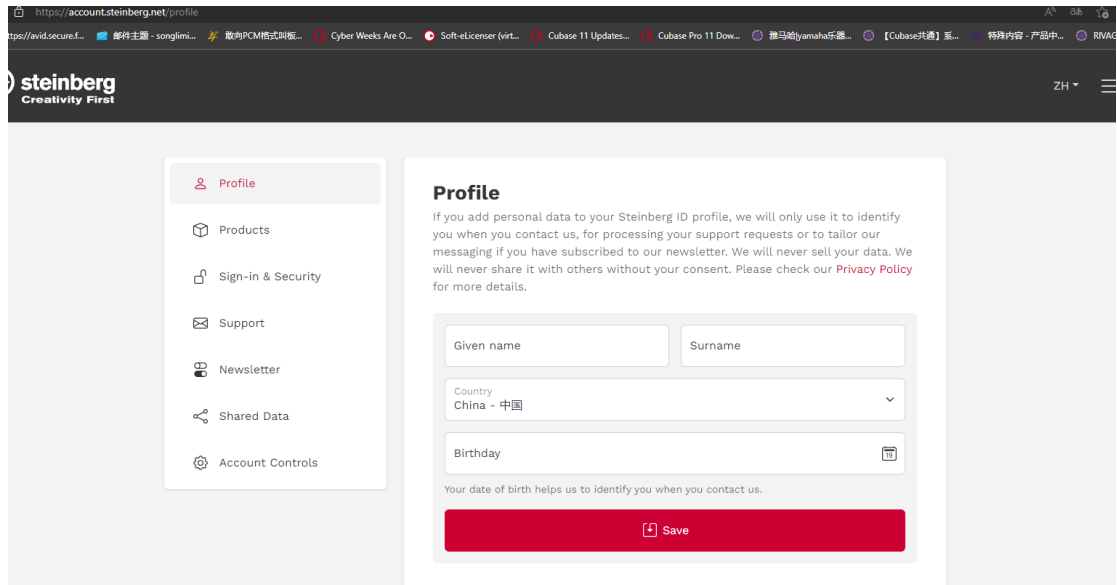 https://account.steinberg.net/profile
ttps://avid.secure.f... 邮件主题 - songlimi... 敢向PCM格式叫板... Cyber Weeks Are O... Soft-eLicenser (virt... Cubase 11 Updates... Cubase Pro 11 Dow... 雅马哈|yamaha乐器... 【Cubase共通】系... 特殊内容 - 产品中... RIVAG
steinberg
Creativity First
ZH
Profile
Products
Sign-in & Security
Support
Newsletter
Shared Data
Account Controls
Profile
If you add personal data to your Steinberg ID profile, we will only use it to identify
you when you contact us, for processing your support requests or to tailor our
messaging if you have subscribed to our newsletter. We will never sell your data. We
will never share it with others without your consent. Please check our Privacy Policy
for more details.
Given name
Surname
Country
China - 中国
Birthday
19
Your date of birth helps us to identify you when you contact us.
Save